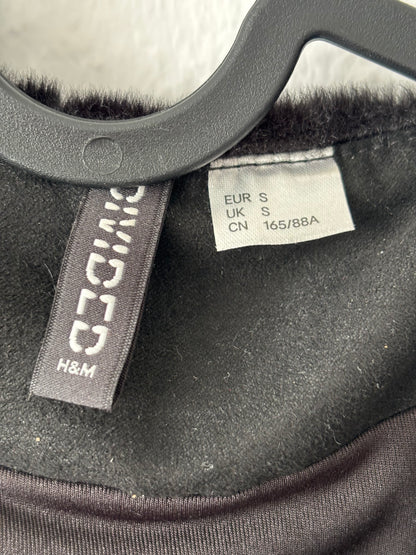 DIVIDED
H&M
EUR S
UK S
CN 165/88A